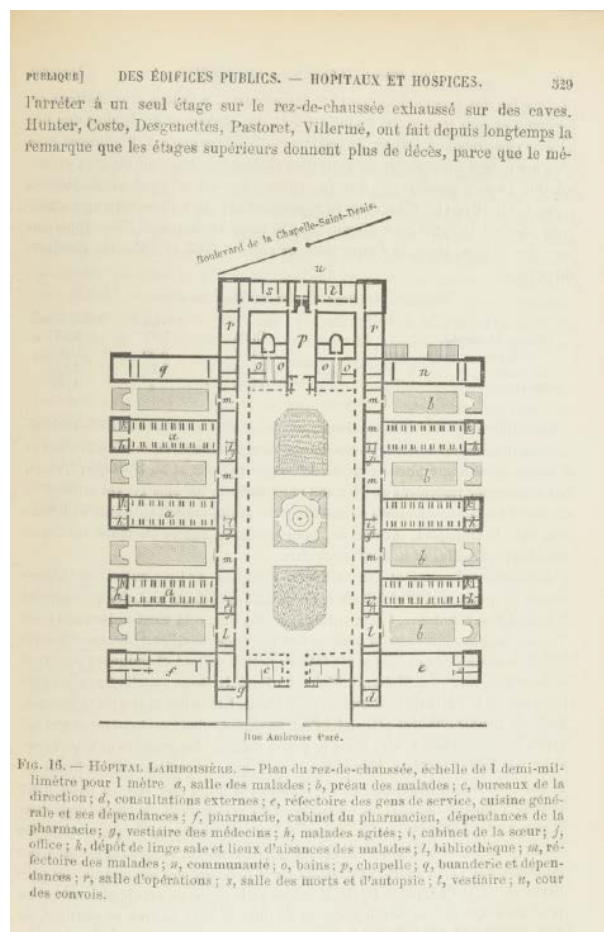 PUBLIQUE] DES ÉDIFICES PUBLICS. — HOPITAUX ET HOSPICES. 329
l'arrêter à un seul étage sur le rez-de-chaussée exhaussé sur des caves.
Hunter, Coste, Desgenettes, Pastoret, Villermé, ont fait depuis longtemps la
remarque que les étages supérieurs donnent plus de décès, parce que le mé-
Boulevard de la Chapelle-Saint-Denis.
u
s t
r p r
o o o o
q n
m m b
h k a m i j k h
m m b
h k a i j k h
m m b
h k a i j k h
l l b
f g c e
d
Rue Ambroise Paré.
FIG. 16. — HÔPITAL LARIBOISIÈRE. — Plan du rez-de-chaussée, échelle de 1 demi-mil-
limètre pour 1 mètre a, salle des malades; b, préau des malades; c, bureaux de la
direction; d, consultations externes; e, réfectoire des gens de service, cuisine géné-
rale et ses dépendances; f, pharmacie, cabinet du pharmacien, dépendances de la
pharmacie; g, vestiaire des médecins; h, malades agités; i, cabinet de la sœur; j,
office; k, dépôt de linge sale et lieux d'aisances des malades; l, bibliothèque; m, ré-
fectoire des malades; n, communauté; o, bains; p, chapelle; q, buanderie et dépen-
dances; r, salle d'opérations; s, salle des morts et d'autopsie; t, vestiaire; u, cour
des convois.